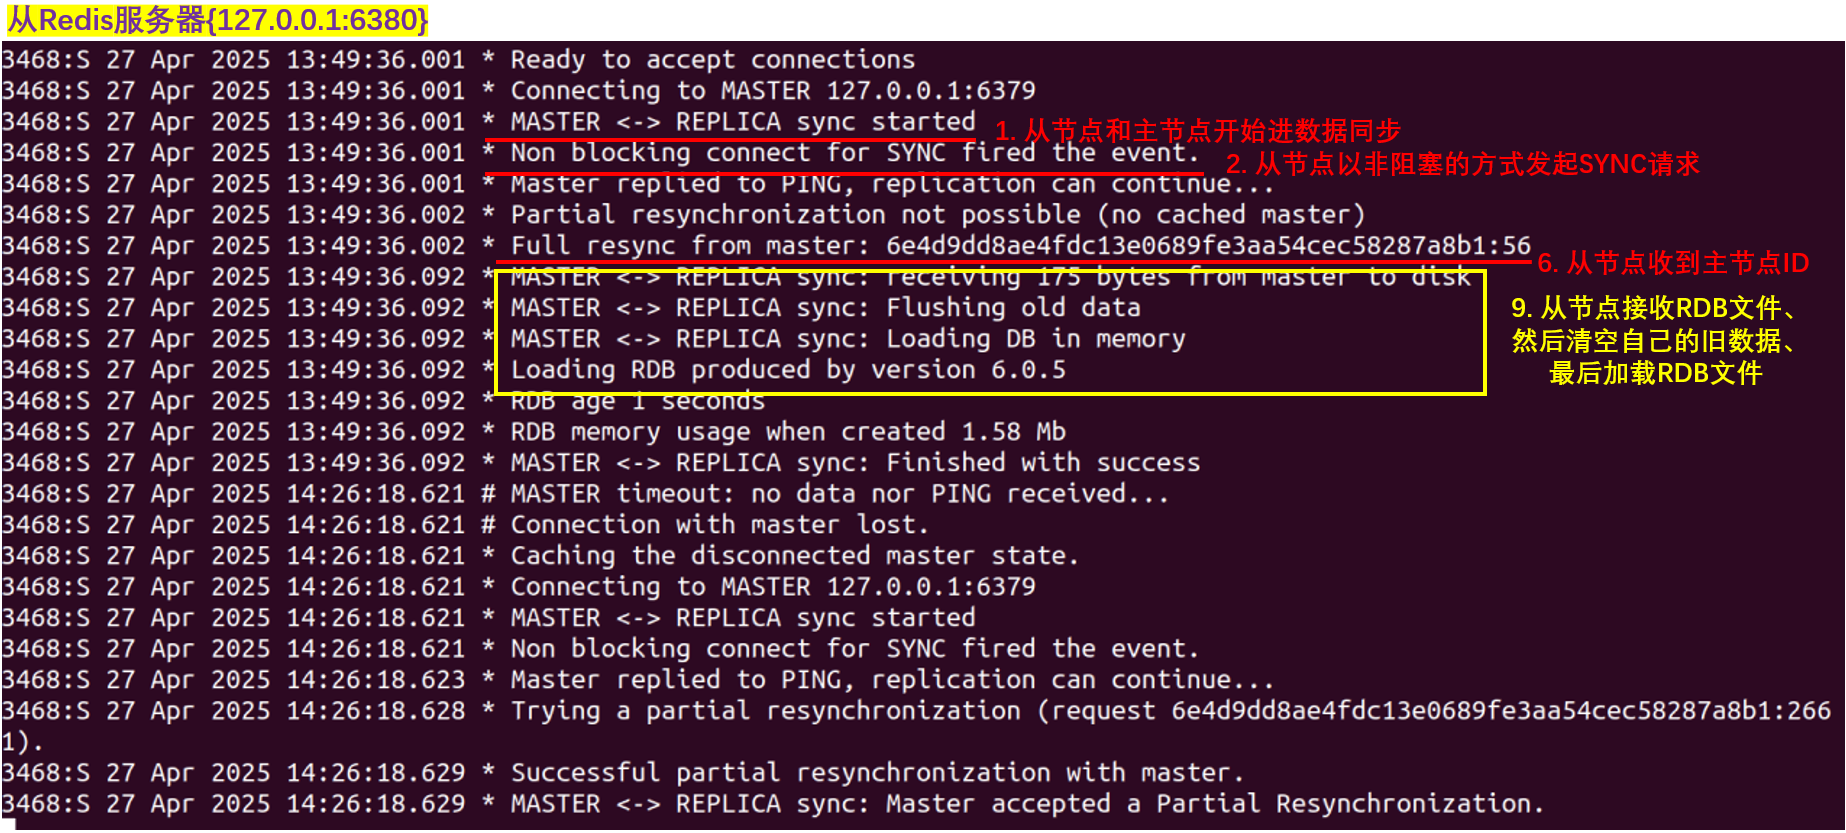 从Redis服务器{127.0.0.1:6380}
3468:S 27 Apr 2025 13:49:36.001 * Ready to accept connections
3468:S 27 Apr 2025 13:49:36.001 * Connecting to MASTER 127.0.0.1:6379
3468:S 27 Apr 2025 13:49:36.001 * MASTER <-> REPLICA sync started
1. 从节点和主节点开始进数据同步
3468:S 27 Apr 2025 13:49:36.001 * Non blocking connect for SYNC fired the event.
2. 从节点以非阻塞的方式发起SYNC请求
3468:S 27 Apr 2025 13:49:36.001 * Master replied to PING, replication can continue...
3468:S 27 Apr 2025 13:49:36.002 * Partial resynchronization not possible (no cached master)
3468:S 27 Apr 2025 13:49:36.002 * Full resync from master: 6e4d9dd8ae4fdc13e0689fe3aa54cec58287a8b1:56
6. 从节点收到主节点ID
3468:S 27 Apr 2025 13:49:36.092 * MASTER <-> REPLICA sync: receiving 175 bytes from master to disk
3468:S 27 Apr 2025 13:49:36.092 * MASTER <-> REPLICA sync: Flushing old data
3468:S 27 Apr 2025 13:49:36.092 * MASTER <-> REPLICA sync: Loading DB in memory
3468:S 27 Apr 2025 13:49:36.092 * Loading RDB produced by version 6.0.5
9. 从节点接收RDB文件、
然后清空自己的旧数据、
最后加载RDB文件
3468:S 27 Apr 2025 13:49:36.092 * RDB age 1 seconds
3468:S 27 Apr 2025 13:49:36.092 * RDB memory usage when created 1.58 Mb
3468:S 27 Apr 2025 13:49:36.092 * MASTER <-> REPLICA sync: Finished with success
3468:S 27 Apr 2025 14:26:18.621 # MASTER timeout: no data nor PING received...
3468:S 27 Apr 2025 14:26:18.621 # Connection with master lost.
3468:S 27 Apr 2025 14:26:18.621 * Caching the disconnected master state.
3468:S 27 Apr 2025 14:26:18.621 * Connecting to MASTER 127.0.0.1:6379
3468:S 27 Apr 2025 14:26:18.621 * MASTER <-> REPLICA sync started
3468:S 27 Apr 2025 14:26:18.621 * Non blocking connect for SYNC fired the event.
3468:S 27 Apr 2025 14:26:18.623 * Master replied to PING, replication can continue...
3468:S 27 Apr 2025 14:26:18.628 * Trying a partial resynchronization (request 6e4d9dd8ae4fdc13e0689fe3aa54cec58287a8b1:266
1).
3468:S 27 Apr 2025 14:26:18.629 * Successful partial resynchronization with master.
3468:S 27 Apr 2025 14:26:18.629 * MASTER <-> REPLICA sync: Master accepted a Partial Resynchronization.